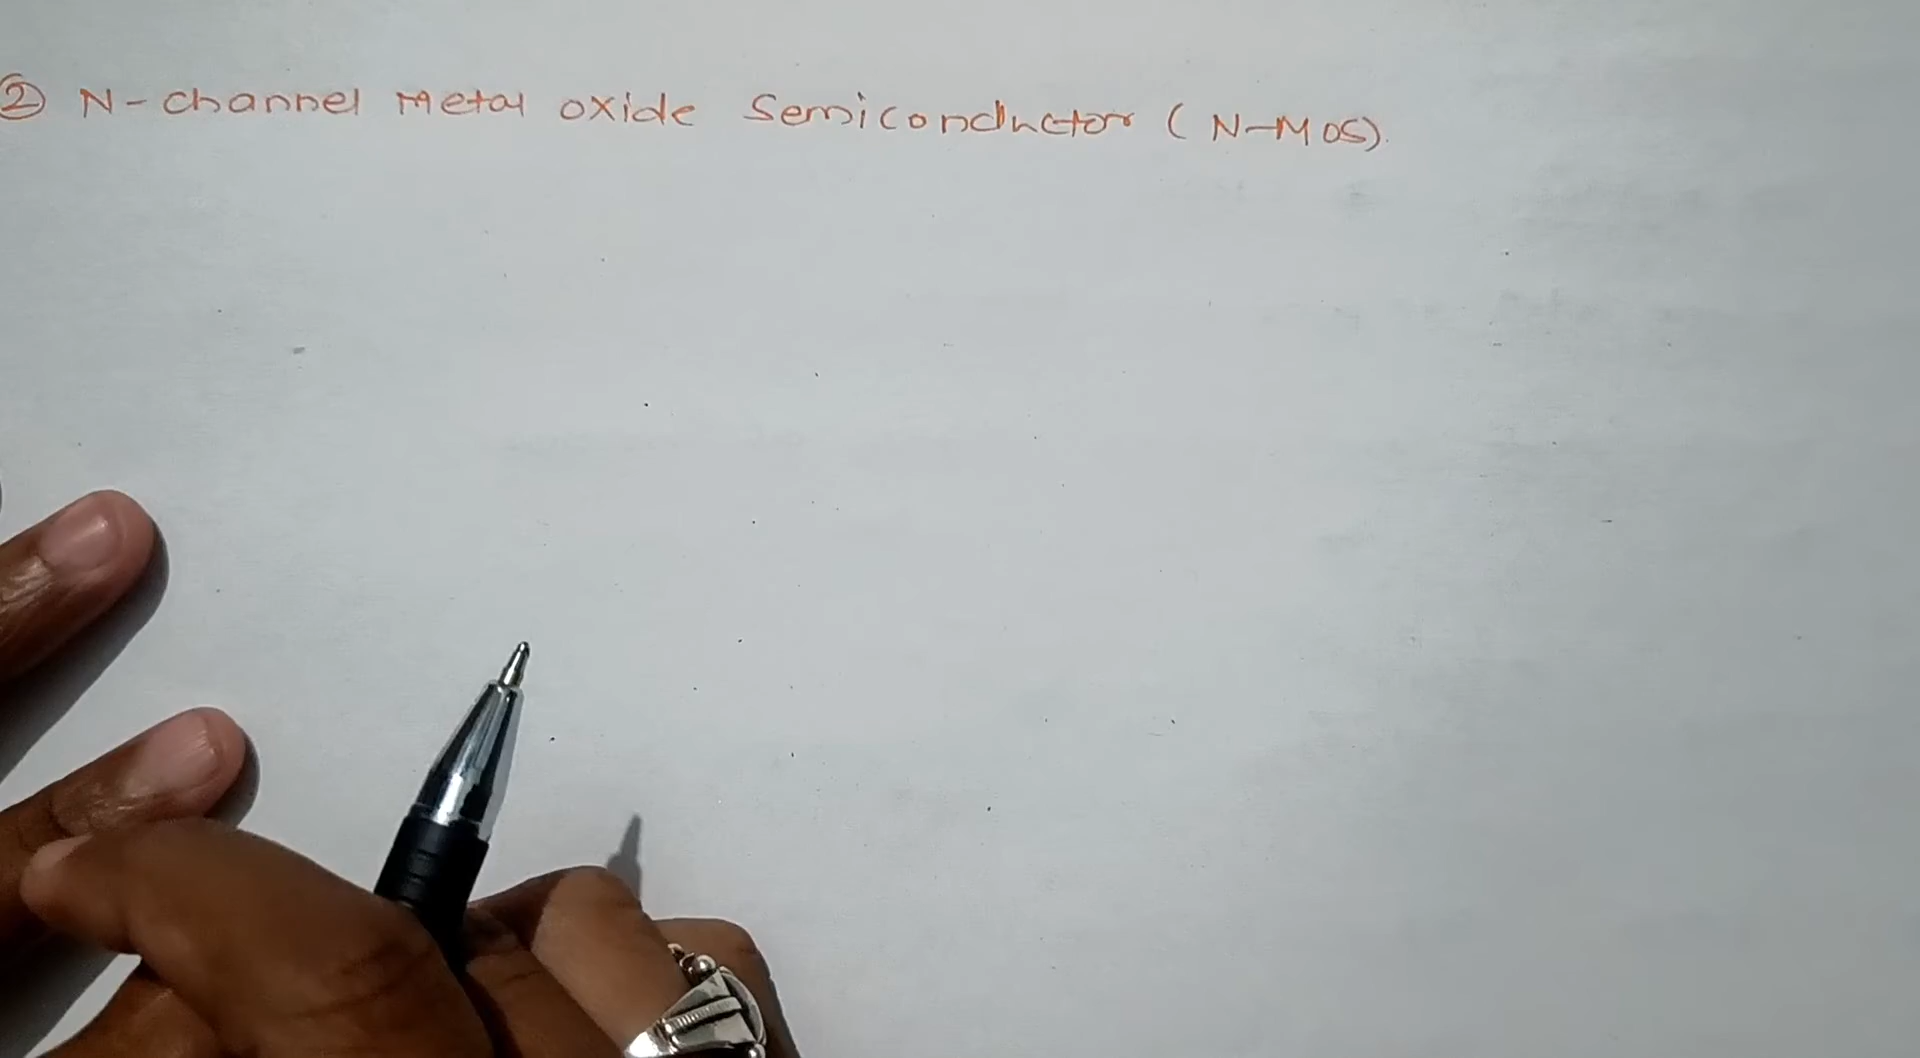 ② N-channel Metal oxide Semiconductor (N-MOS).